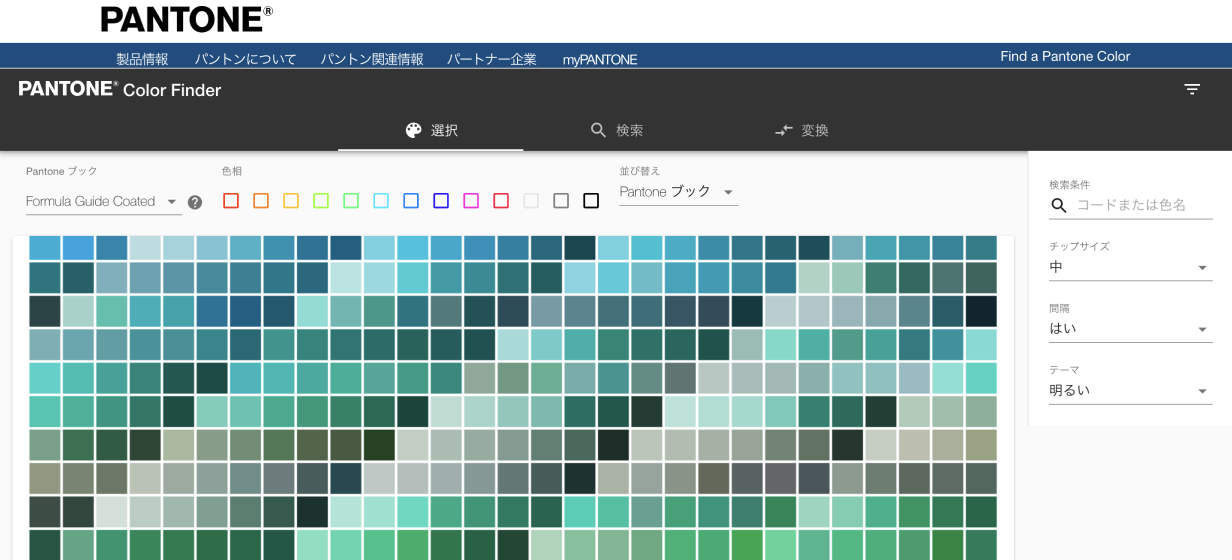 PANTONE®
製品情報 パントンについて パントン関連情報 パートナー企業 myPANTONE Find a Pantone Color
PANTONE® Color Finder
選択 検索 変換
Pantone ブック 色相 並び替え
Formula Guide Coated ? Pantone ブック
検索条件
コードまたは色名
チップサイズ
中
間隔
はい
テーマ
明るい